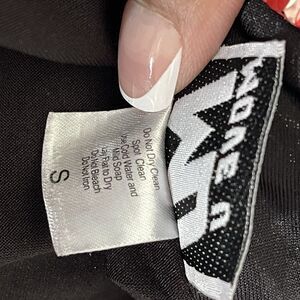 Do Not Dry Clean
Spot Clean
Use Cold Water and
Mild Soap
Lay Flat to Dry
Do Not Bleach
Do Not Iron
S